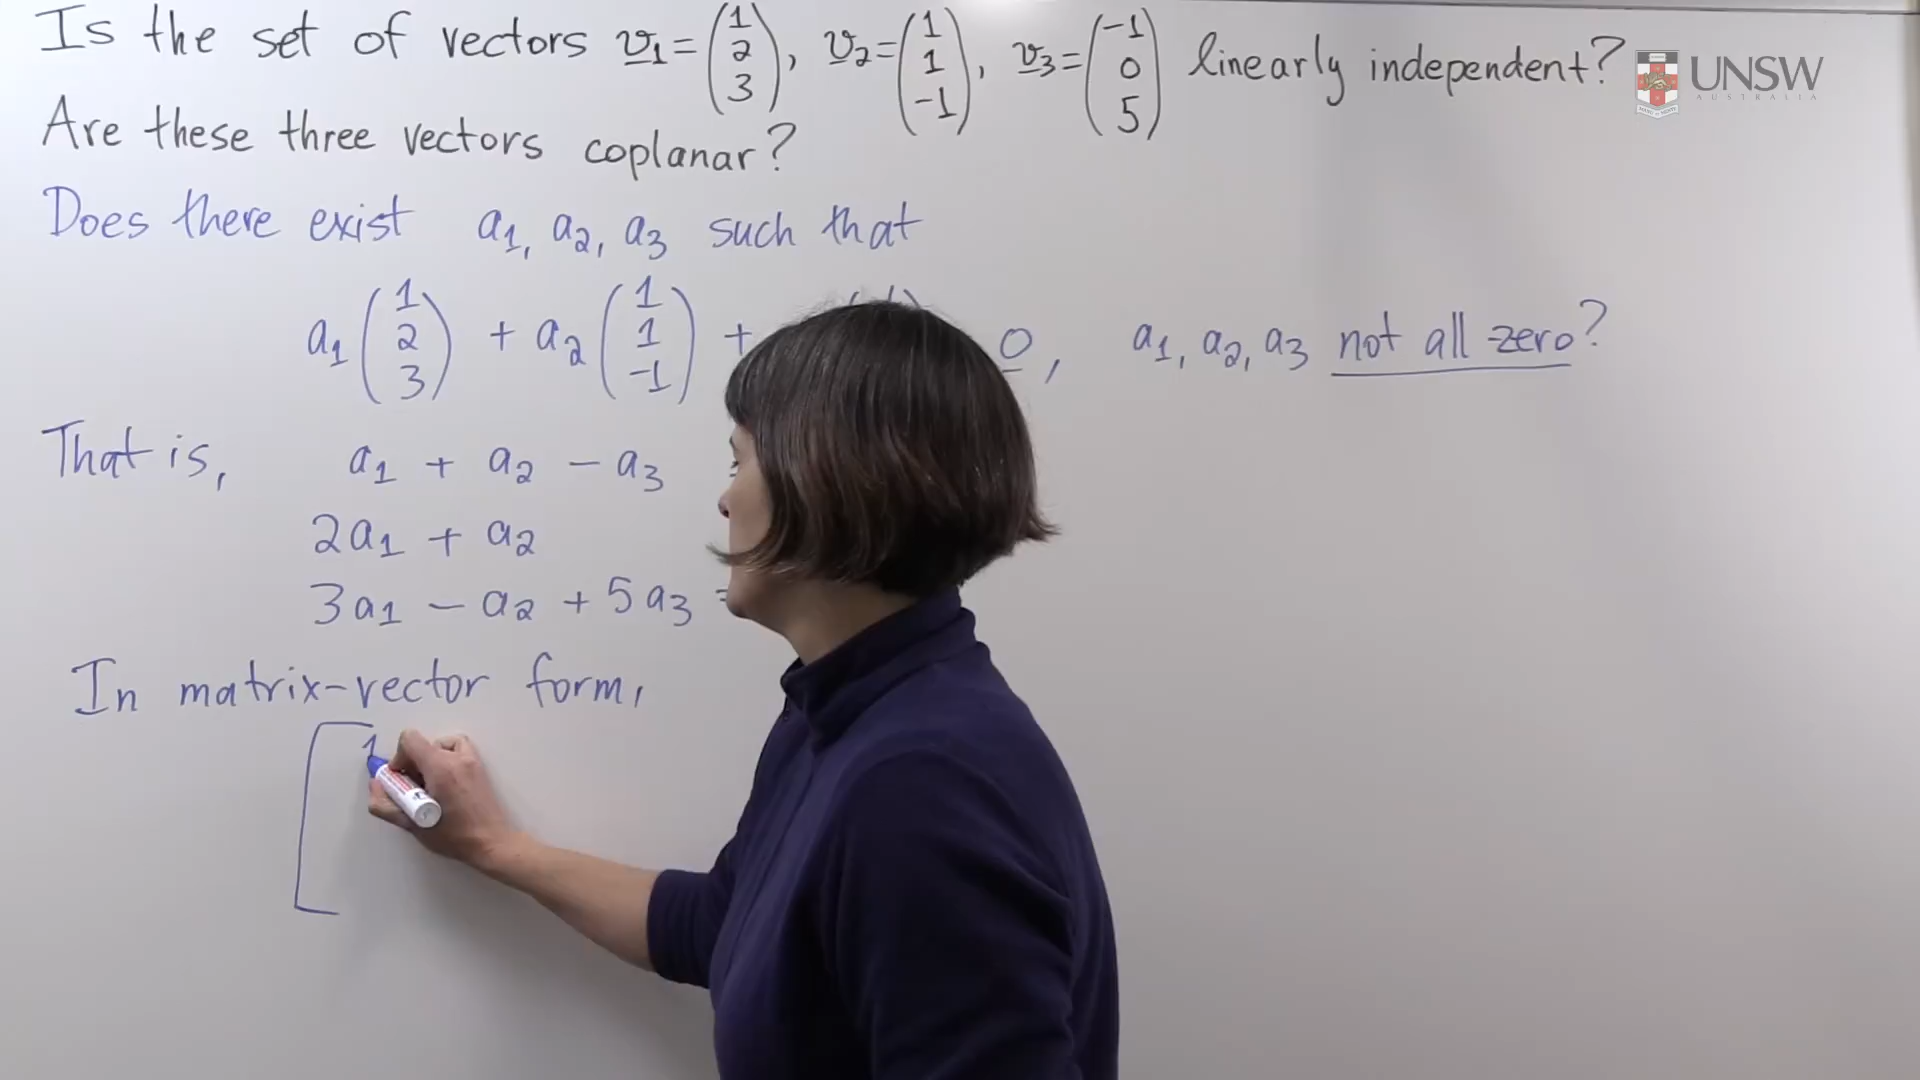 Is the set of vectors v1 = (1 2 3), v2 = (1 1 -1), v3 = (-1 0 5) linearly independent?
UNSW
AUSTRALIA
Are these three vectors coplanar?
Does there exist a1, a2, a3 such that
a1 (1 2 3) + a2 (1 1 -1) + 0, a1, a2, a3 not all zero?
That is, a1 + a2 - a3
2a1 + a2
3a1 - a2 + 5a3 =
In matrix-vector form,
[ 1